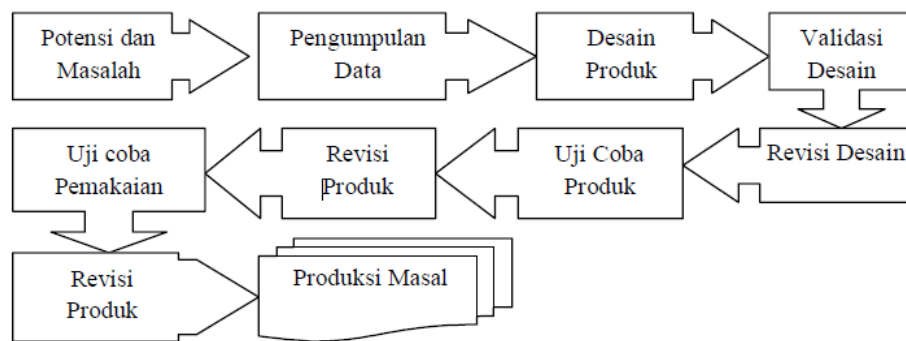 Potensi dan
Masalah
Pengumpulan
Data
Desain
Produk
Validasi
Desain
Revisi Desain
Uji Coba
Produk
Revisi
Produk
Uji coba
Pemakaian
Revisi
Produk
Produksi Masal